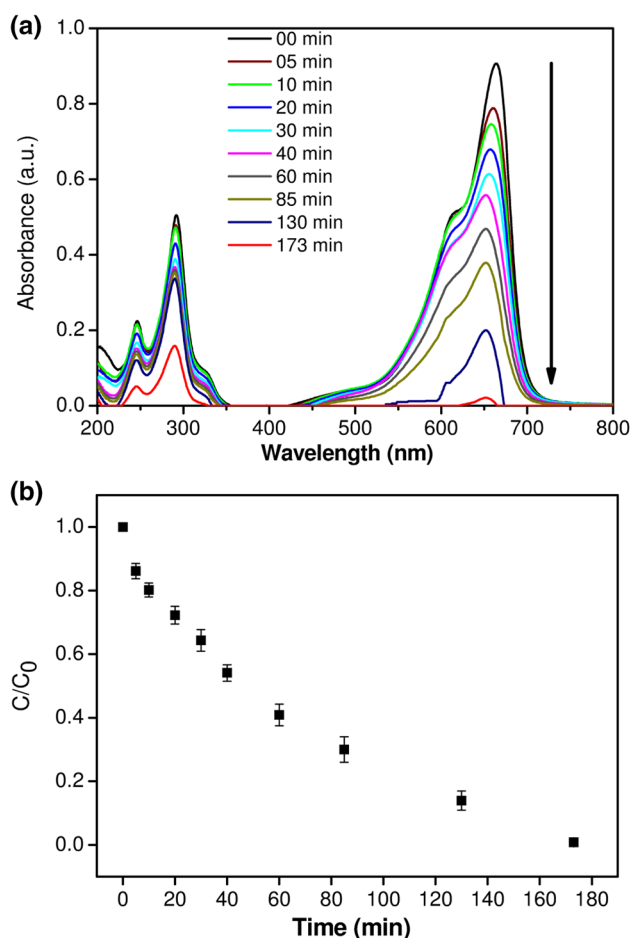 (a)
1.0
0.8
0.6
0.4
0.2
0.0
Absorbance (a.u.)
00 min
05 min
10 min
20 min
30 min
40 min
60 min
85 min
130 min
173 min
200 300 400 500 600 700 800
Wavelength (nm)
(b)
1.0
0.8
0.6
0.4
0.2
0.0
C/C₀
0 20 40 60 80 100 120 140 160 180
Time (min)